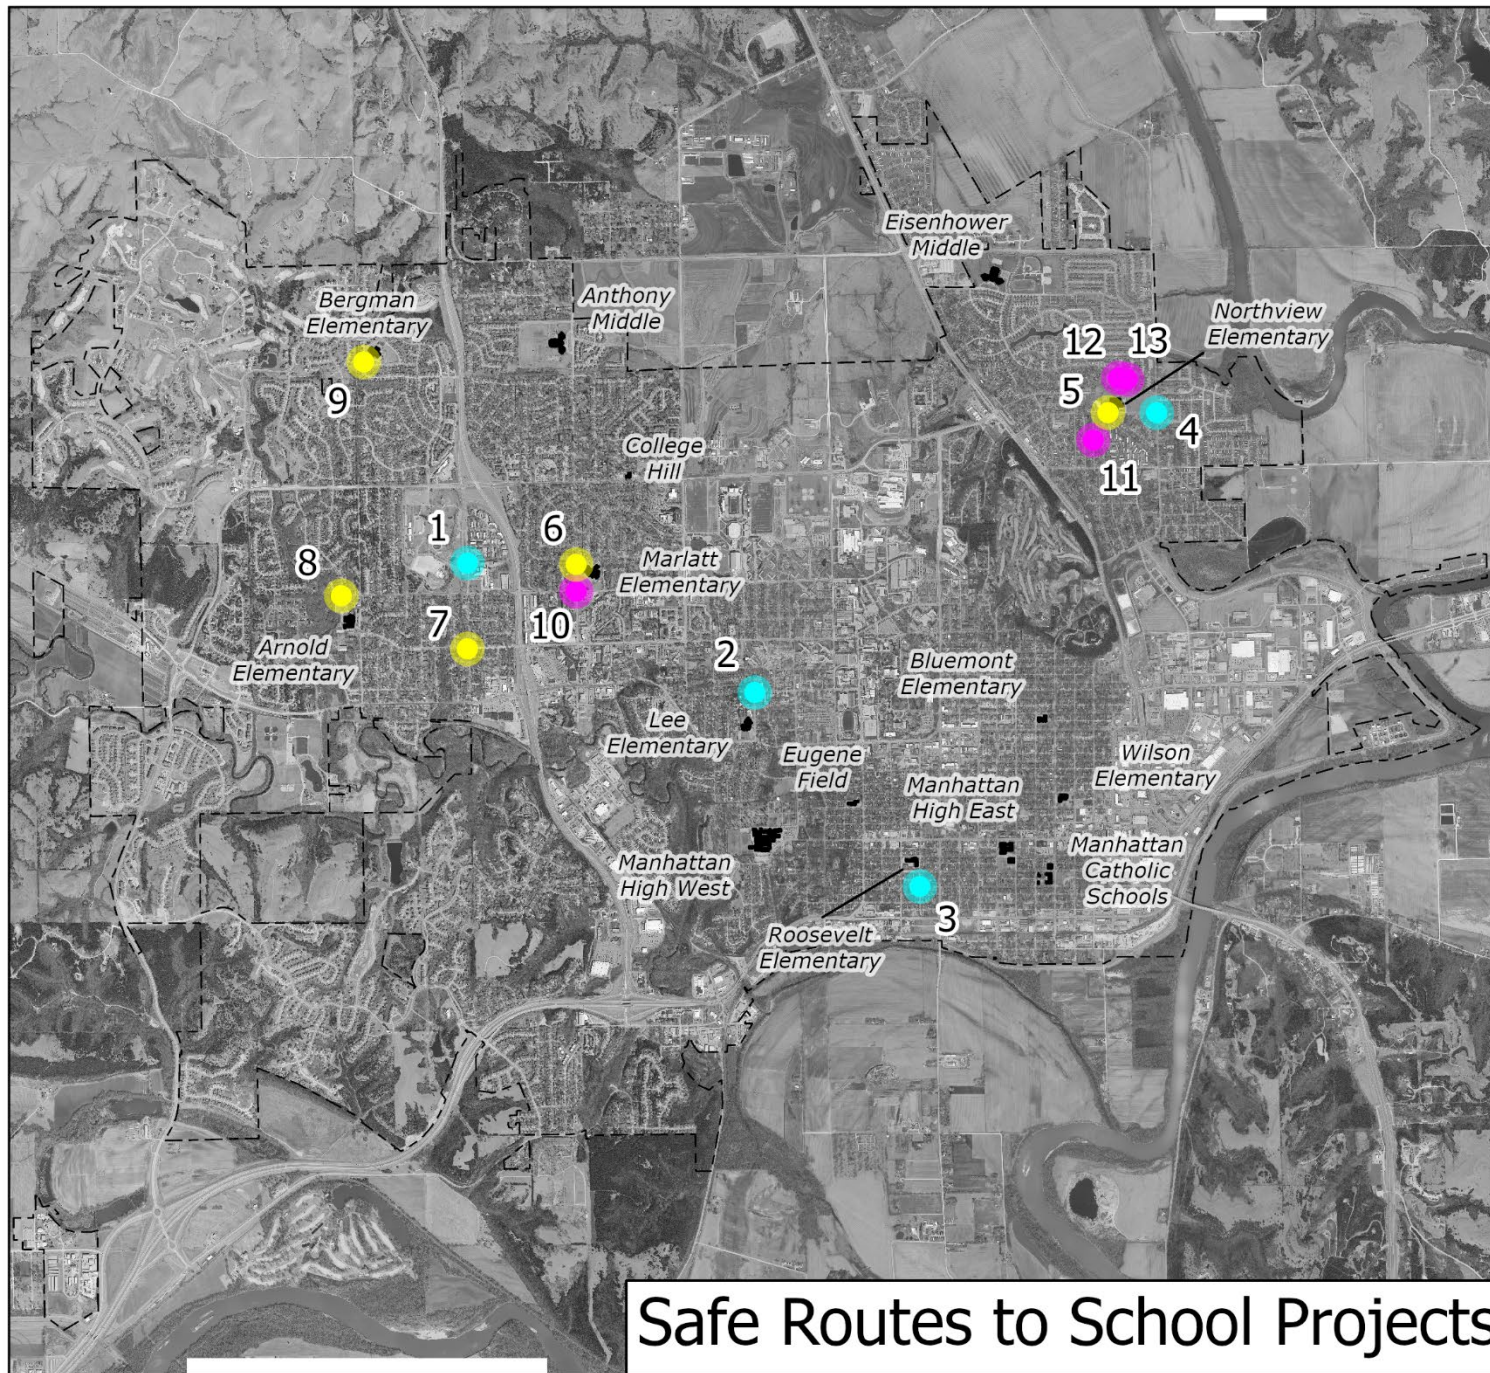 Eisenhower
Middle
Bergman
Elementary
Anthony
Middle
Northview
Elementary
12
13
9
5
4
College
Hill
11
1
6
8
Marlatt
Elementary
7
10
Arnold
Elementary
2
Bluemont
Elementary
Lee
Elementary
Eugene
Field
Wilson
Elementary
Manhattan
High East
Manhattan
High West
Manhattan
Catholic
Schools
3
Roosevelt
Elementary
Safe Routes to School Projects